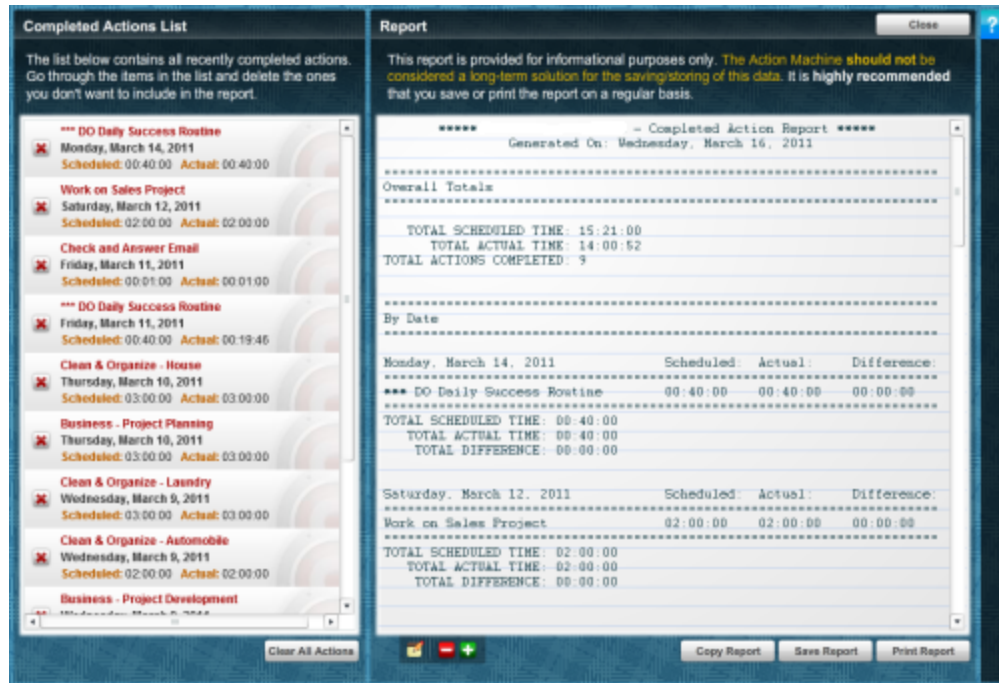 Completed Actions List
The list below contains all recently completed actions.
Go through the items in the list and delete the ones
you don't want to include in the report.
*** DO Daily Success Routine
Monday, March 14, 2011
Scheduled: 00:40:00 Actual: 00:40:00
Work on Sales Project
Saturday, March 12, 2011
Scheduled: 02:00:00 Actual: 02:00:00
Check and Answer Email
Friday, March 11, 2011
Scheduled: 00:01:00 Actual: 00:01:00
*** DO Daily Success Routine
Friday, March 11, 2011
Scheduled: 00:40:00 Actual: 00:19:46
Clean & Organize - House
Thursday, March 10, 2011
Scheduled: 03:00:00 Actual: 03:00:00
Business - Project Planning
Thursday, March 10, 2011
Scheduled: 03:00:00 Actual: 03:00:00
Clean & Organize - Laundry
Wednesday, March 9, 2011
Scheduled: 03:00:00 Actual: 03:00:00
Clean & Organize - Automobile
Wednesday, March 9, 2011
Scheduled: 02:00:00 Actual: 02:00:00
Business - Project Development
Clear All Actions
Report
Close
?
This report is provided for informational purposes only. The Action Machine should not be
considered a long-term solution for the saving/storing of this data. It is highly recommended
that you save or print the report on a regular basis.
***** - Completed Action Report *****
Generated On: Wednesday, March 16, 2011
Overall Totals
TOTAL SCHEDULED TIME: 15:21:00
TOTAL ACTUAL TIME: 14:00:52
TOTAL ACTIONS COMPLETED: 9
By Date
Monday, March 14, 2011 Scheduled: Actual: Difference:
*** DO Daily Success Routine 00:40:00 00:40:00 00:00:00
TOTAL SCHEDULED TIME: 00:40:00
TOTAL ACTUAL TIME: 00:40:00
TOTAL DIFFERENCE: 00:00:00
Saturday, March 12, 2011 Scheduled: Actual: Difference:
Work on Sales Project 02:00:00 02:00:00 00:00:00
TOTAL SCHEDULED TIME: 02:00:00
TOTAL ACTUAL TIME: 02:00:00
TOTAL DIFFERENCE: 00:00:00
Copy Report
Save Report
Print Report